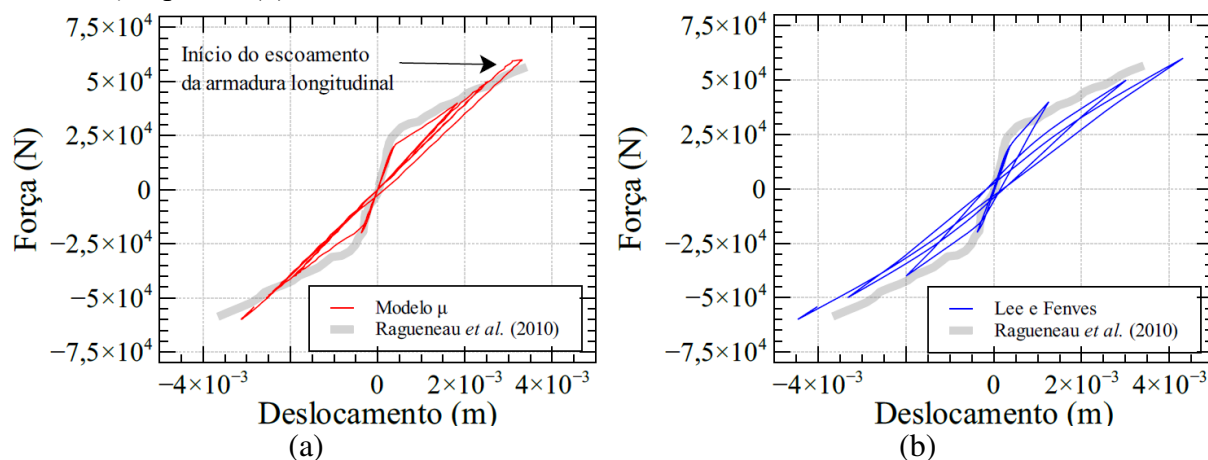 7,5×10⁴
5×10⁴
2,5×10⁴
0
−2,5×10⁴
−5×10⁴
−7,5×10⁴
Força (N)
Início do escoamento
da armadura longitudinal
Modelo μ
Ragueneau et al. (2010)
−4×10⁻³
0
2×10⁻³
4×10⁻³
Deslocamento (m)
(a)
7,5×10⁴
5×10⁴
2,5×10⁴
0
−2,5×10⁴
−5×10⁴
−7,5×10⁴
Força (N)
Lee e Fenves
Ragueneau et al. (2010)
−4×10⁻³
0
2×10⁻³
4×10⁻³
Deslocamento (m)
(b)